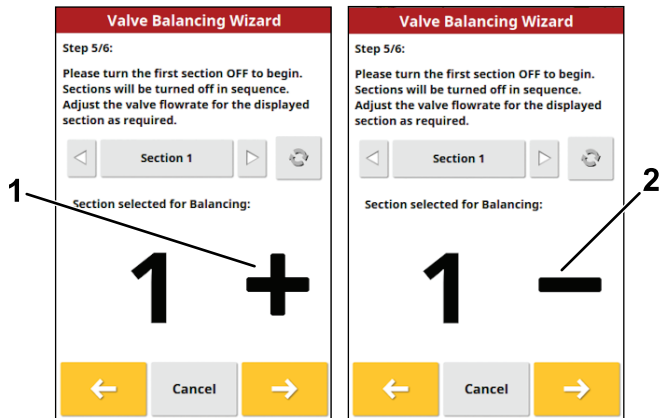 Valve Balancing Wizard
Step 5/6:
Please turn the first section OFF to begin.
Sections will be turned off in sequence.
Adjust the valve flowrate for the displayed
section as required.
Section 1
Section selected for Balancing:
1 +
Cancel
1
Valve Balancing Wizard
Step 5/6:
Please turn the first section OFF to begin.
Sections will be turned off in sequence.
Adjust the valve flowrate for the displayed
section as required.
Section 1
Section selected for Balancing:
1 −
Cancel
2